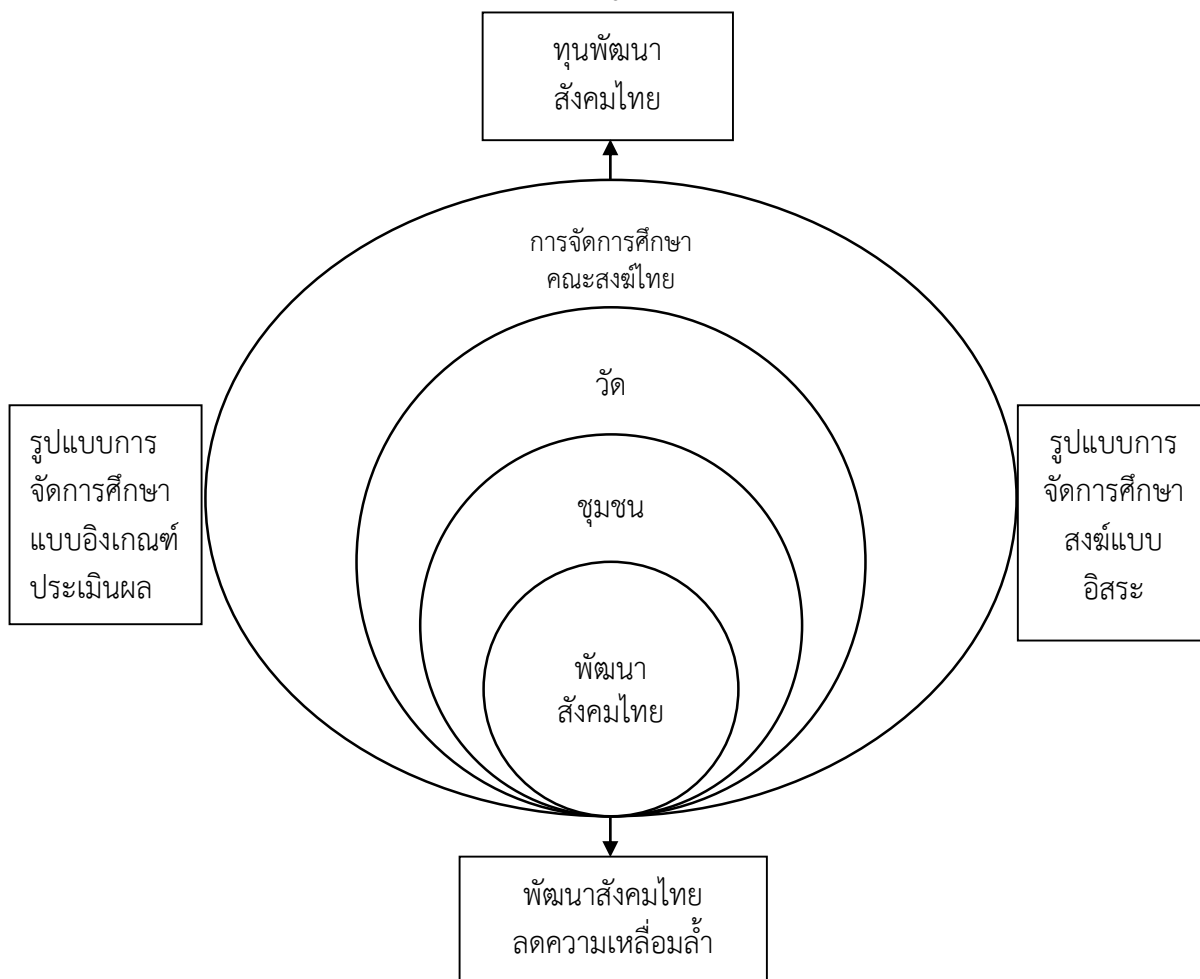 ทุนพัฒนา
สังคมไทย
การจัดการศึกษา
คณะสงฆ์ไทย
วัด
รูปแบบการ
จัดการศึกษา
แบบอิงเกณฑ์
ประเมินผล
รูปแบบการ
จัดการศึกษา
สงฆ์แบบ
อิสระ
ชุมชน
พัฒนา
สังคมไทย
พัฒนาสังคมไทย
ลดความเหลื่อมล้ำ